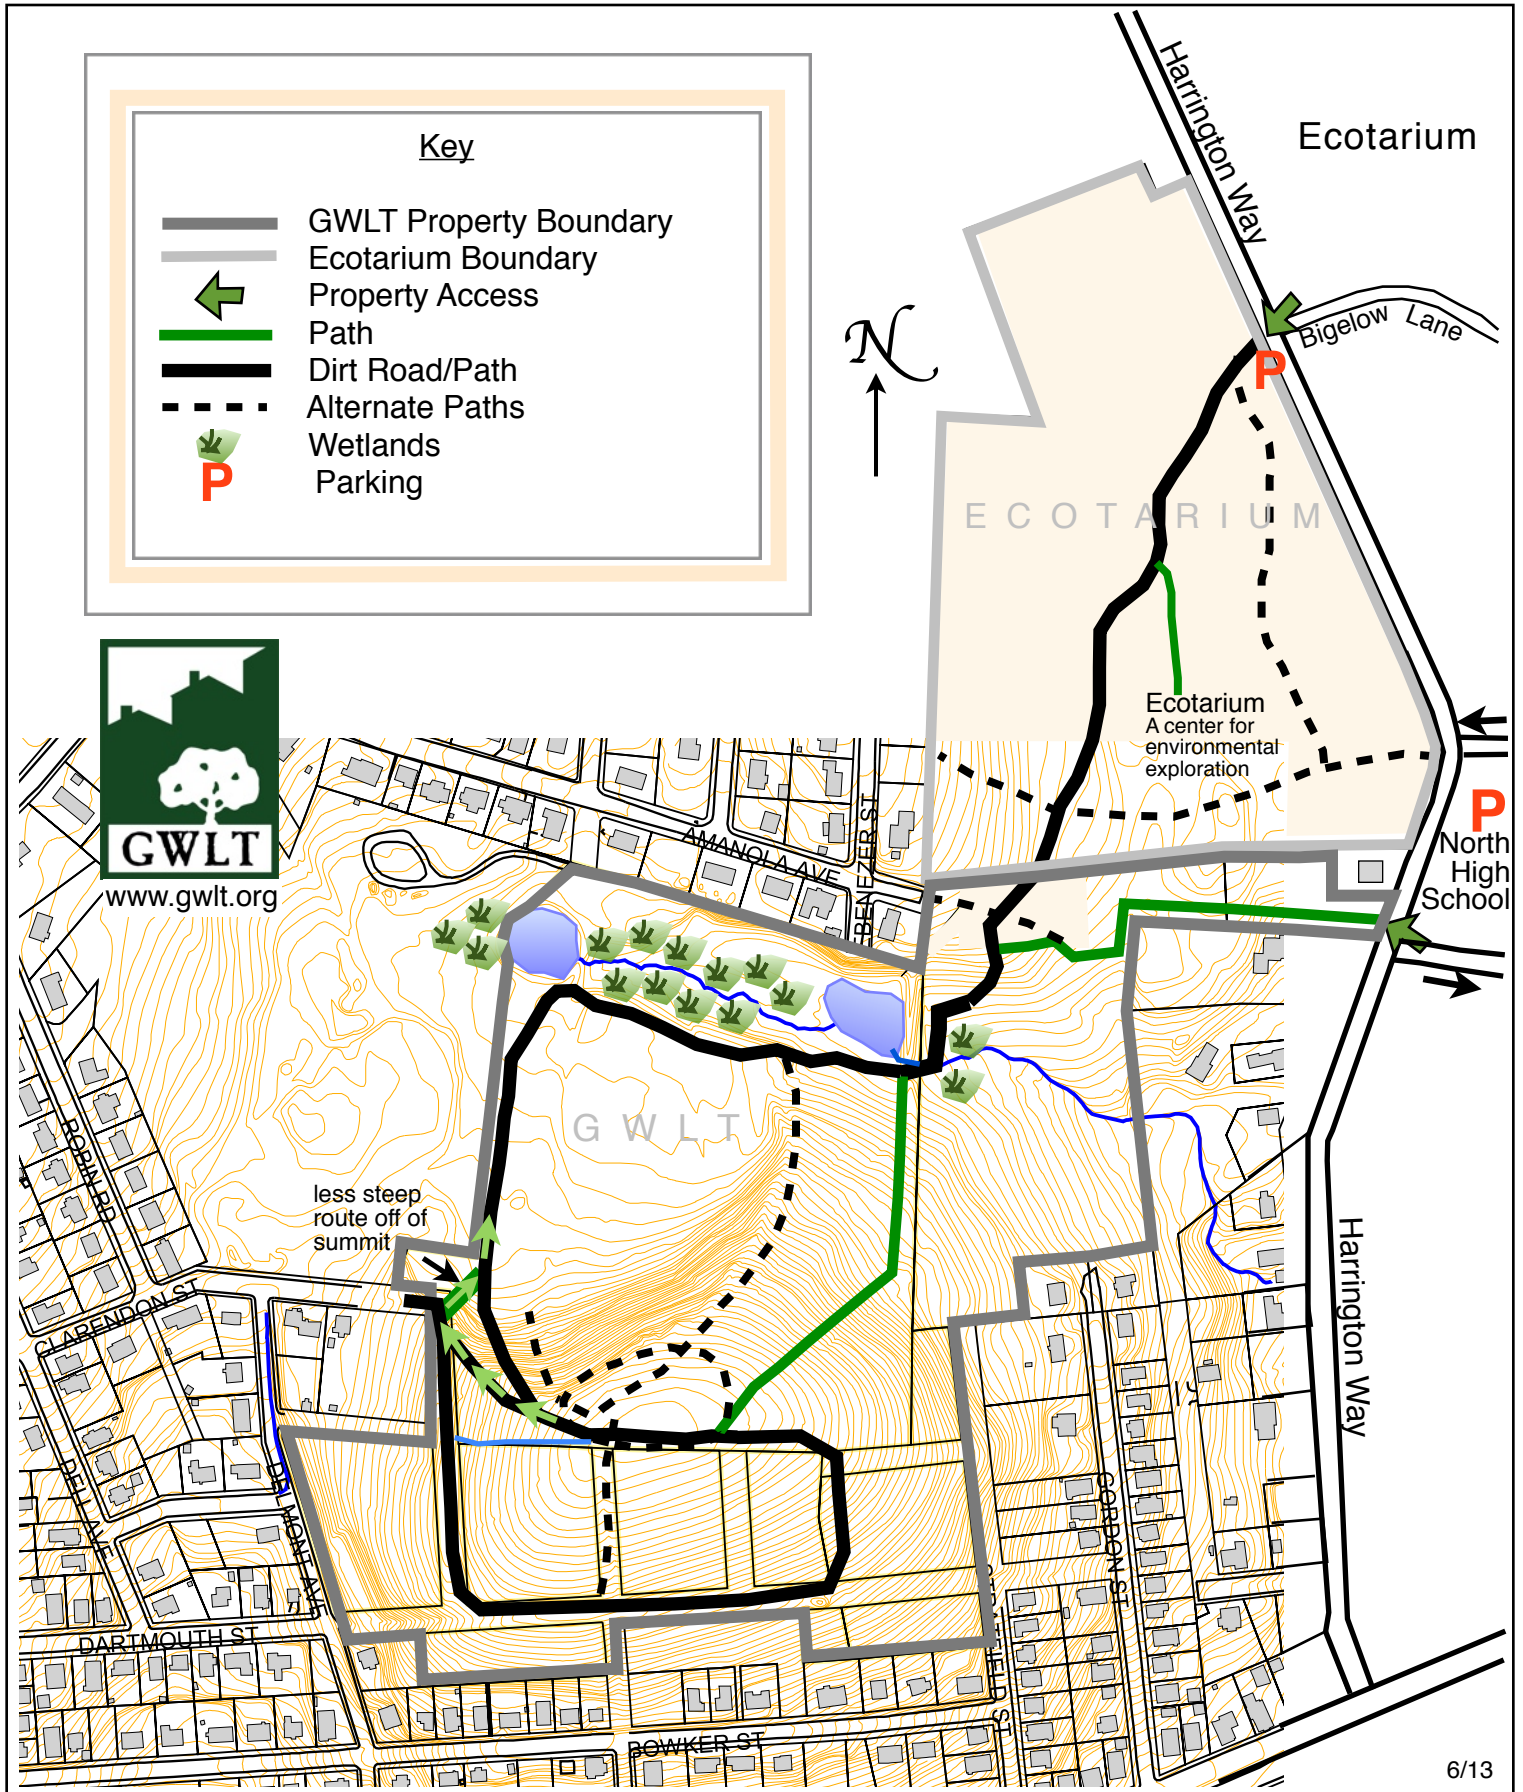 Key
GWLT Property Boundary
Ecotarium Boundary
Property Access
Path
Dirt Road/Path
Alternate Paths
Wetlands
P Parking
Harrington Way
Ecotarium
N
Bigelow Lane
P
ECOTARIUM
GWLT
www.gwlt.org
Ecotarium
A center for
environmental
exploration
P
North
High
School
AMANOLA AVE
BENEZER ST
GWLT
less steep
route off of
summit
ROBIN RD
CLARENDON ST
DELL AVE
DELMONT AVE
DARTMOUTH ST
BOWKER ST
GORDON ST
Harrington Way
6/13